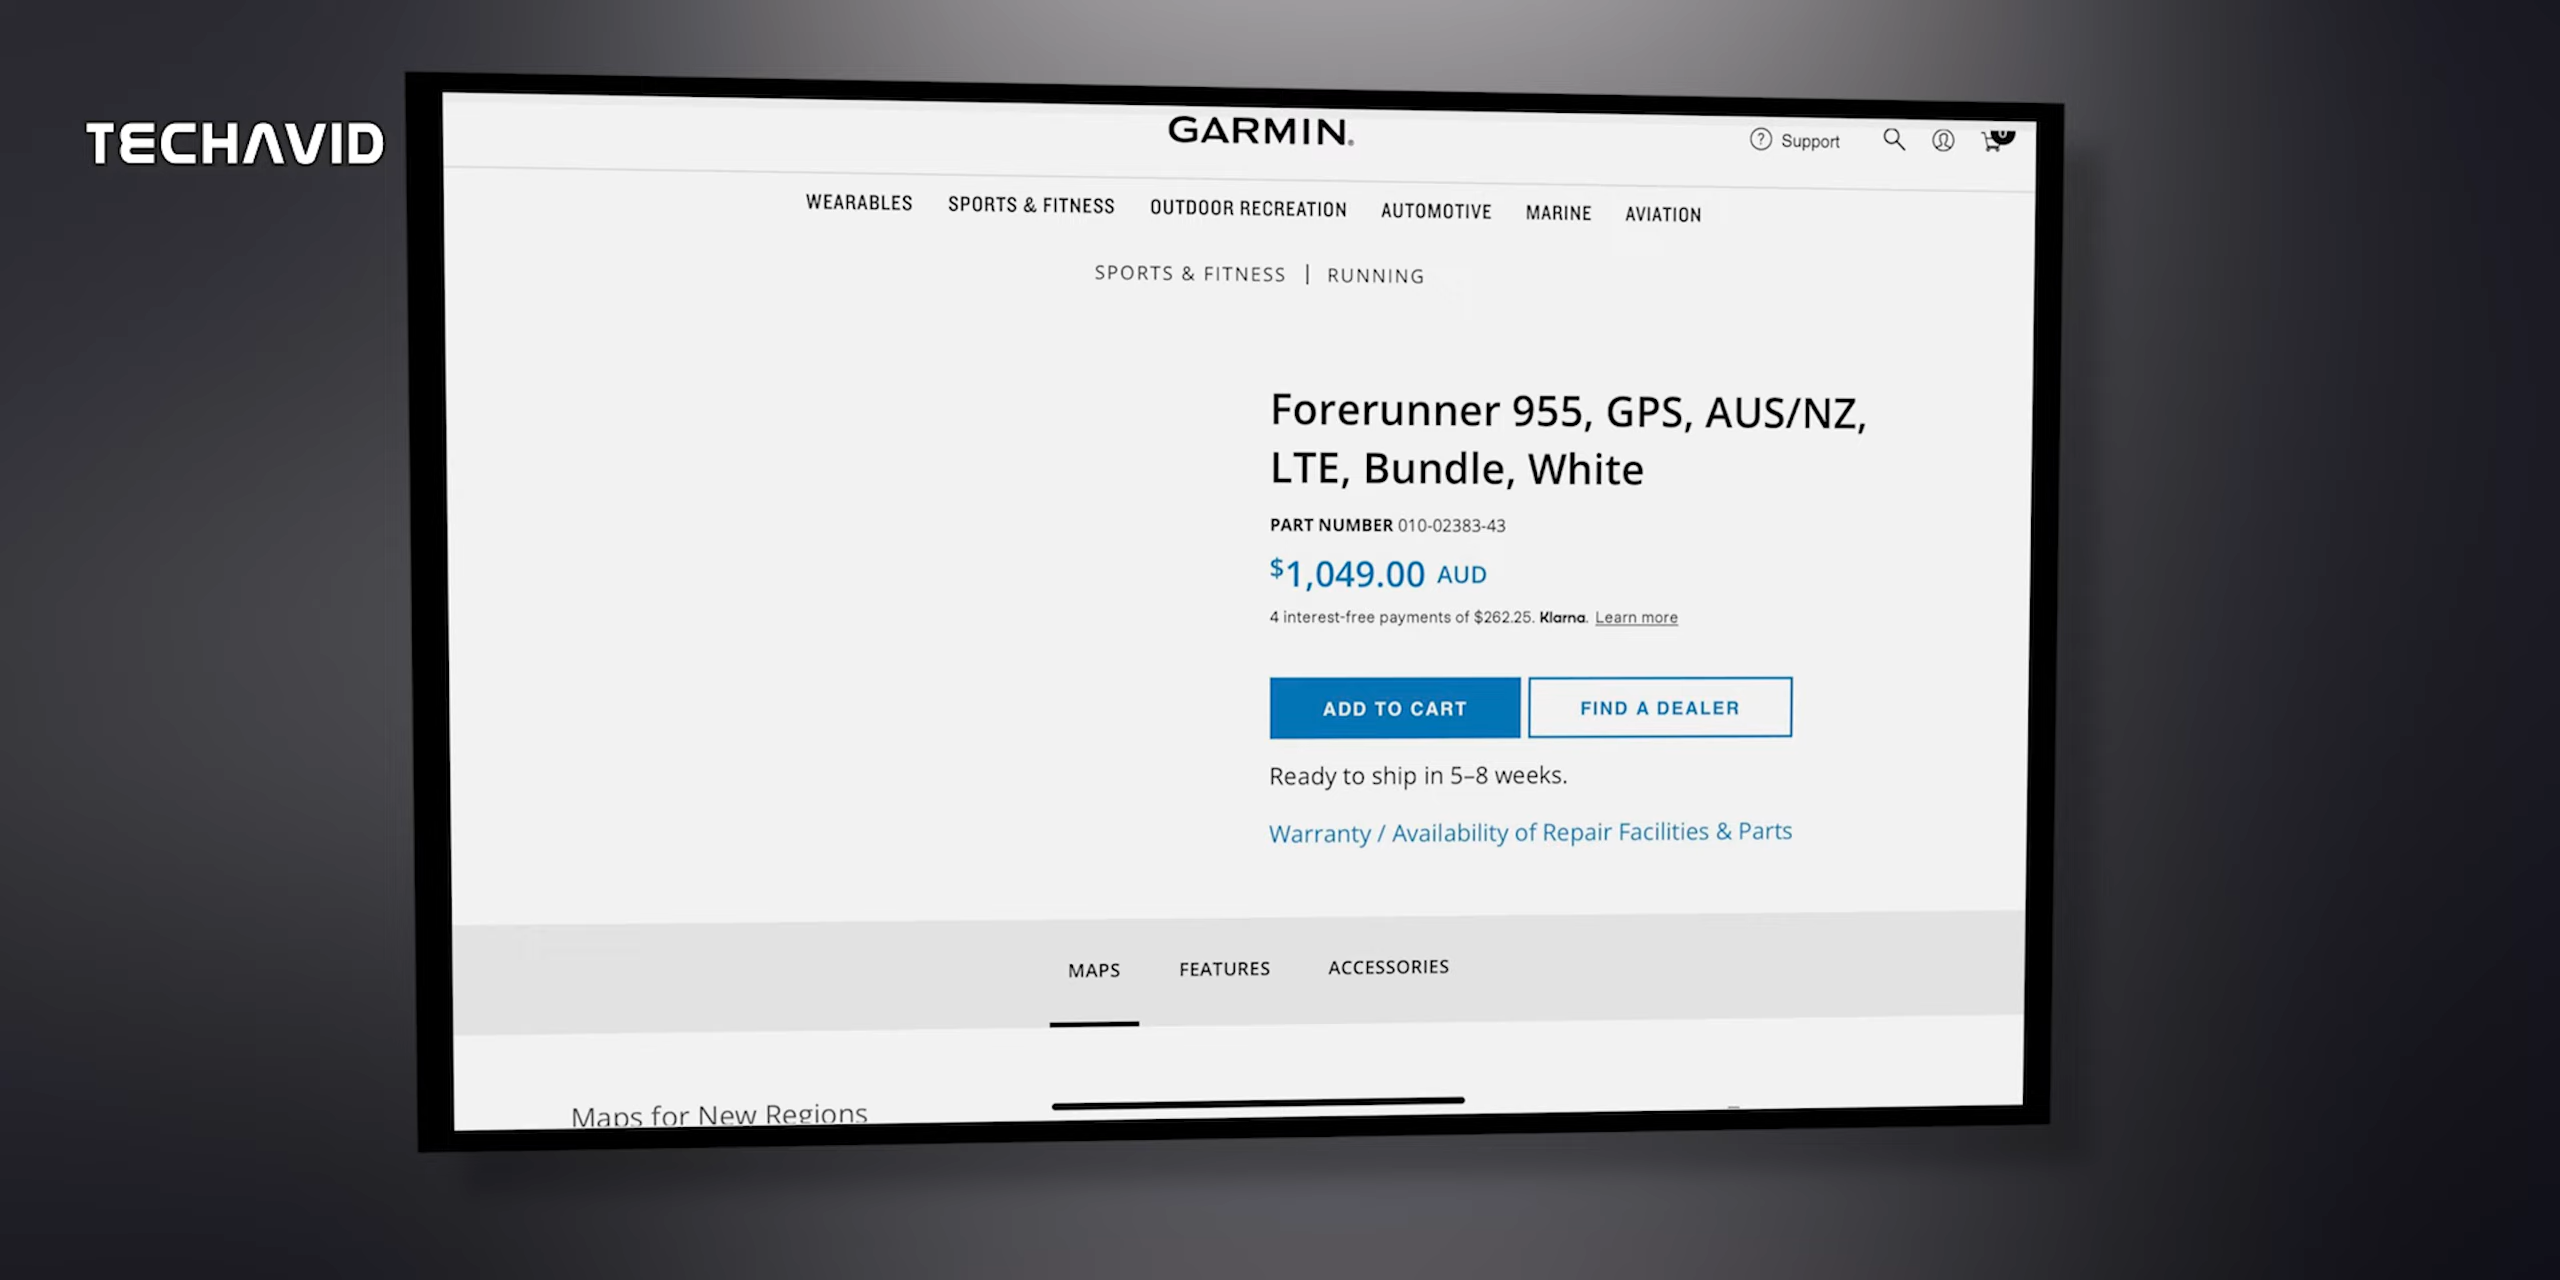 TECHAVID
GARMIN.
Support
WEARABLES SPORTS & FITNESS OUTDOOR RECREATION AUTOMOTIVE MARINE AVIATION
SPORTS & FITNESS | RUNNING
Forerunner 955, GPS, AUS/NZ,
LTE, Bundle, White
PART NUMBER 010-02383-43
$1,049.00 AUD
4 interest-free payments of $262.25. Klarna. Learn more
ADD TO CART FIND A DEALER
Ready to ship in 5–8 weeks.
Warranty / Availability of Repair Facilities & Parts
MAPS FEATURES ACCESSORIES
Maps for New Regions